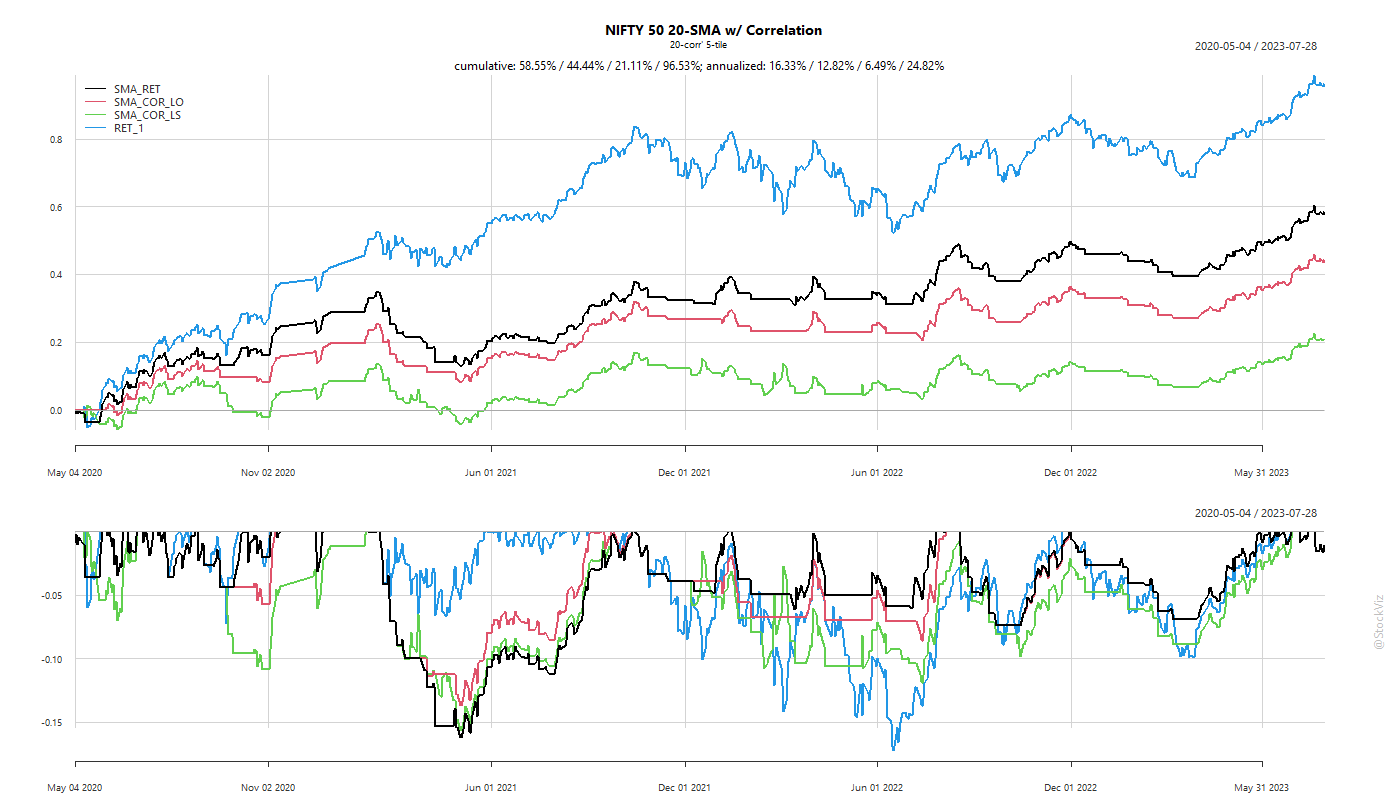 NIFTY 50 20-SMA w/ Correlation
20-corr' 5-tile
2020-05-04 / 2023-07-28
cumulative: 58.55% / 44.44% / 21.11% / 96.53%; annualized: 16.33% / 12.82% / 6.49% / 24.82%
SMA_RET
SMA_COR_LO
SMA_COR_LS
RET_1
0.8
0.6
0.4
0.2
0.0
May 04 2020 Nov 02 2020 Jun 01 2021 Dec 01 2021 Jun 01 2022 Dec 01 2022 May 31 2023
2020-05-04 / 2023-07-28
-0.05
-0.10
-0.15
May 04 2020 Nov 02 2020 Jun 01 2021 Dec 01 2021 Jun 01 2022 Dec 01 2022 May 31 2023
@StockViz